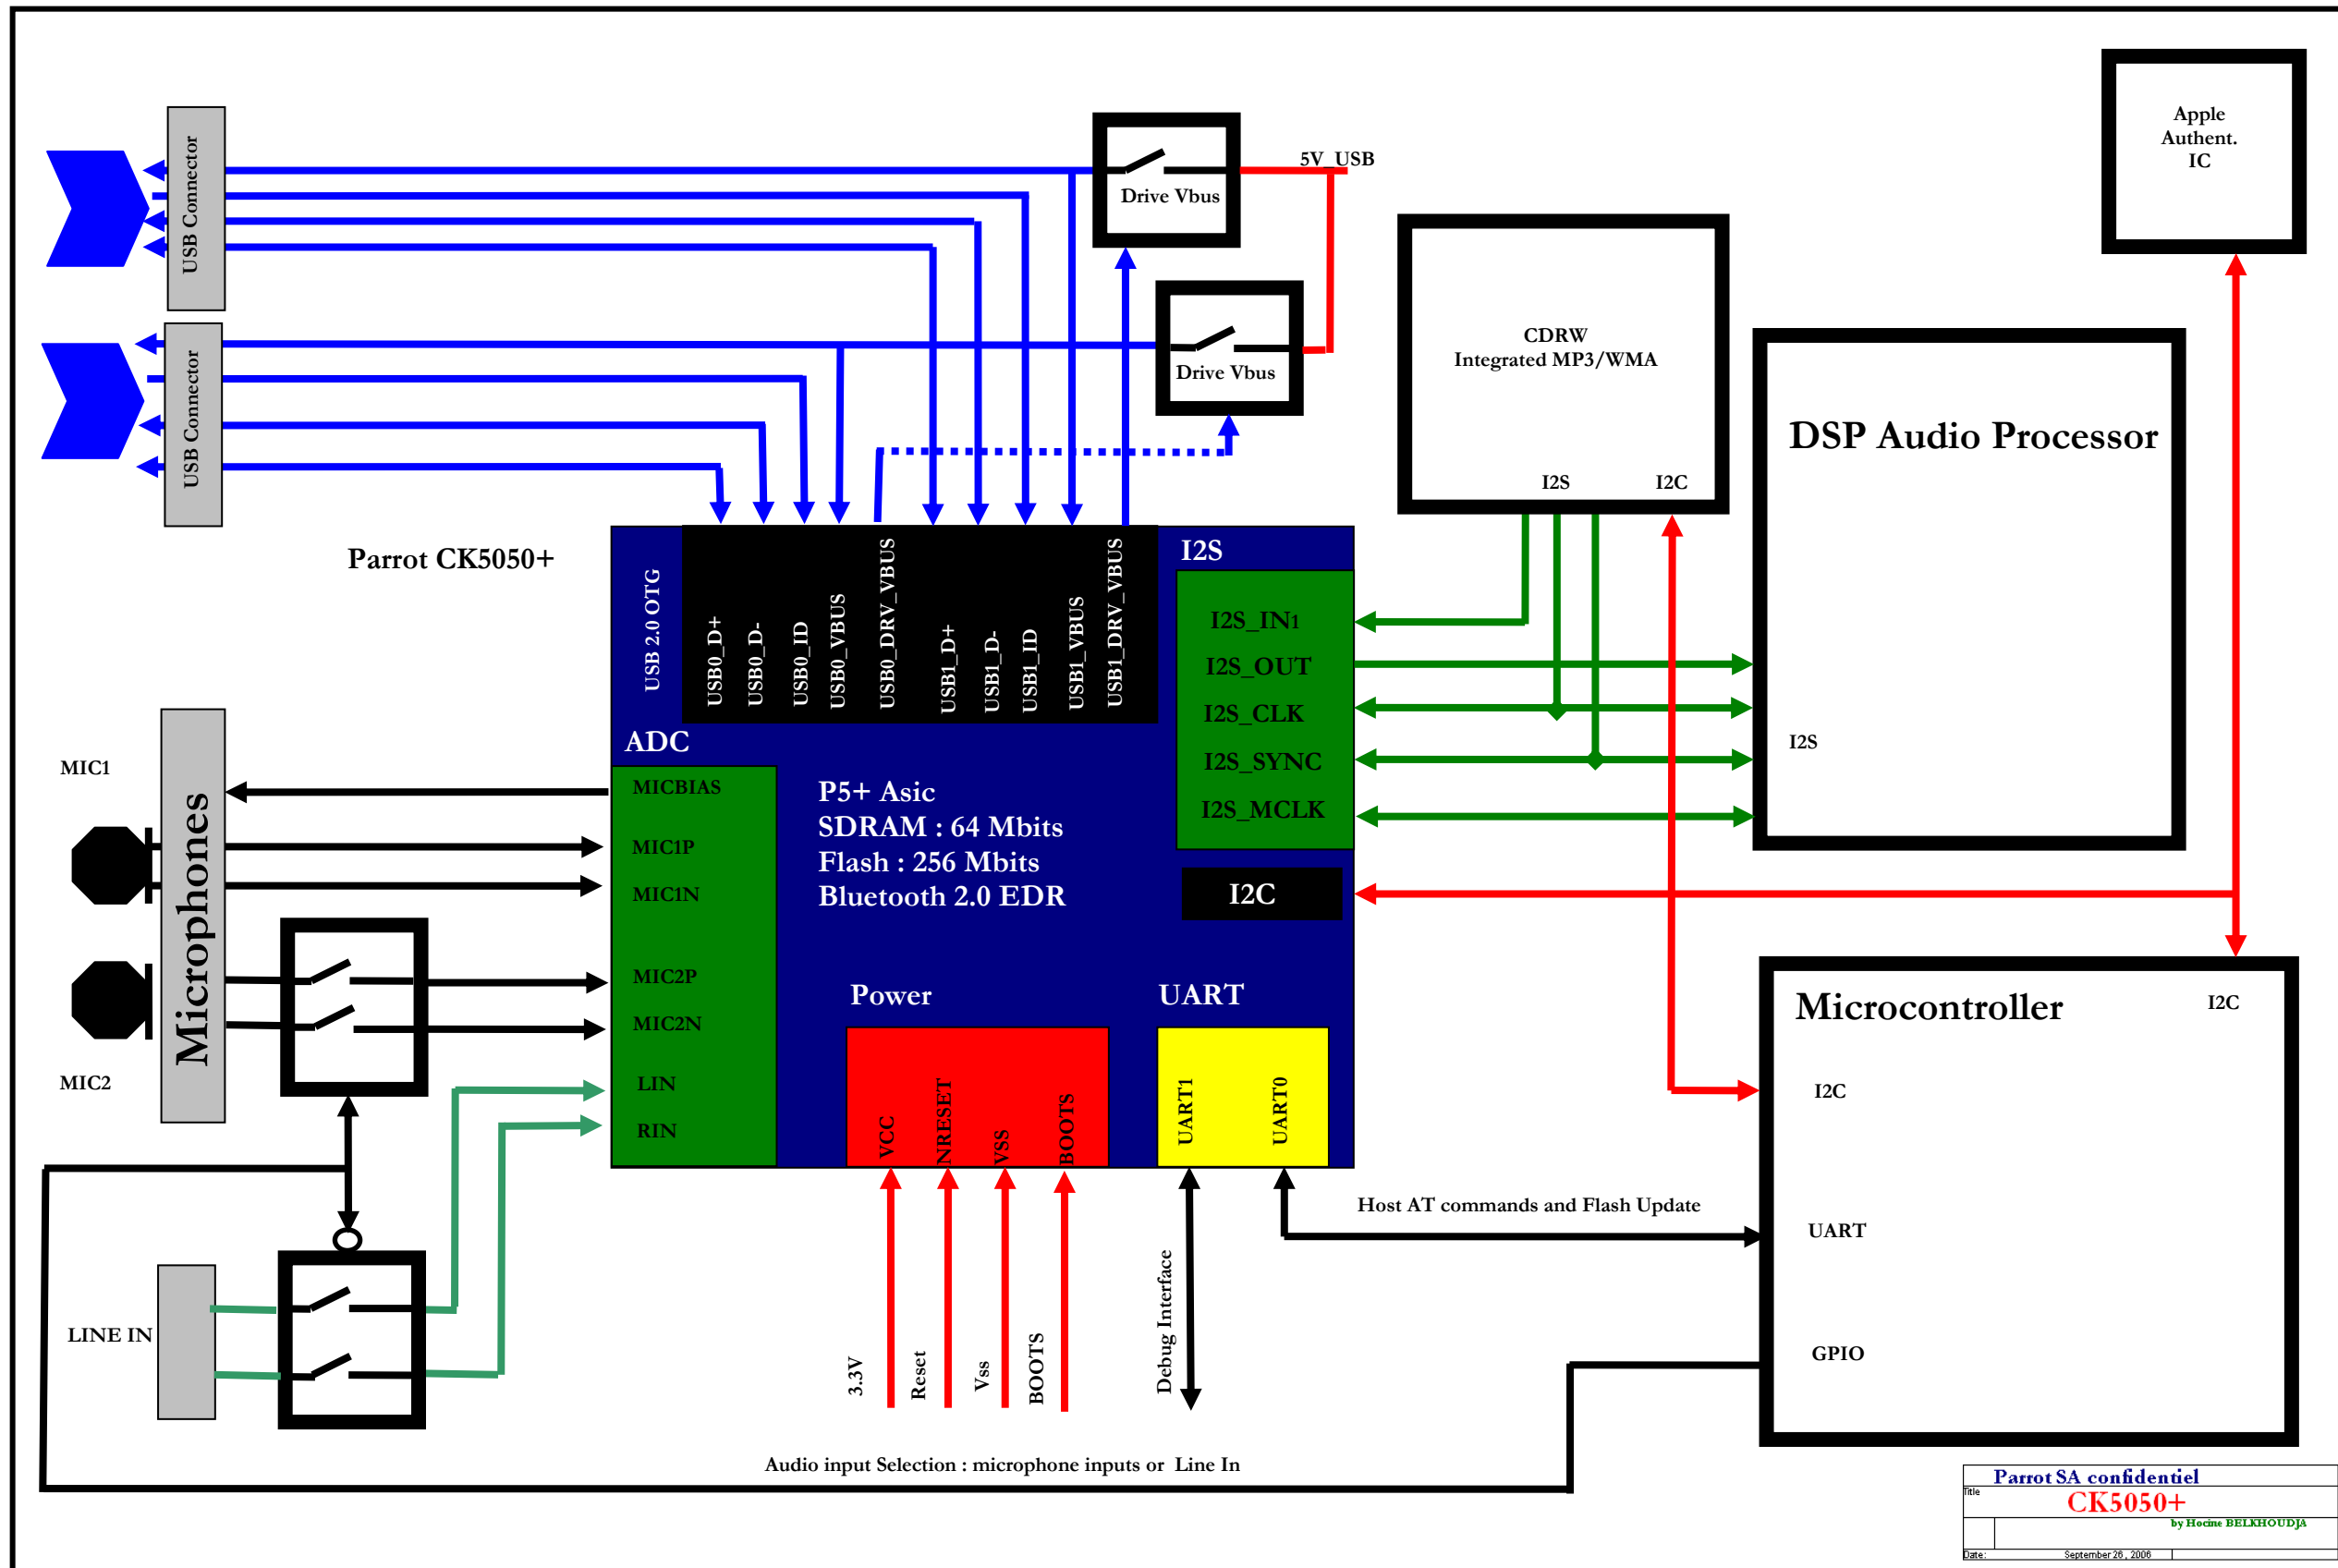 Apple
Authent.
IC
USB Connector
5V_USB
Drive Vbus
USB Connector
Drive Vbus
CDRW
Integrated MP3/WMA
I2S
I2C
DSP Audio Processor
I2S
Parrot CK5050+
USB 2.0 OTG
USB0_D+
USB0_D-
USB0_ID
USB0_VBUS
USB0_DRV_VBUS
USB1_D+
USB1_D-
USB1_ID
USB1_VBUS
USB1_DRV_VBUS
I2S
I2S_IN1
I2S_OUT
I2S_CLK
I2S_SYNC
I2S_MCLK
I2C
ADC
MICBIAS
MIC1P
MIC1N
MIC2P
MIC2N
LIN
RIN
P5+ Asic
SDRAM : 64 Mbits
Flash : 256 Mbits
Bluetooth 2.0 EDR
MIC1
Microphones
MIC2
Power
VCC
NRESET
VSS
BOOTS
UART
UART1
UART0
Microcontroller
I2C
I2C
UART
GPIO
Host AT commands and Flash Update
LINE IN
3.3V
Reset
Vss
BOOTS
Debug Interface
Audio input Selection : microphone inputs or Line In
Parrot SA confidentiel
Title
CK5050+
by Hocine BELKHOUDJA
Date: September 26, 2006